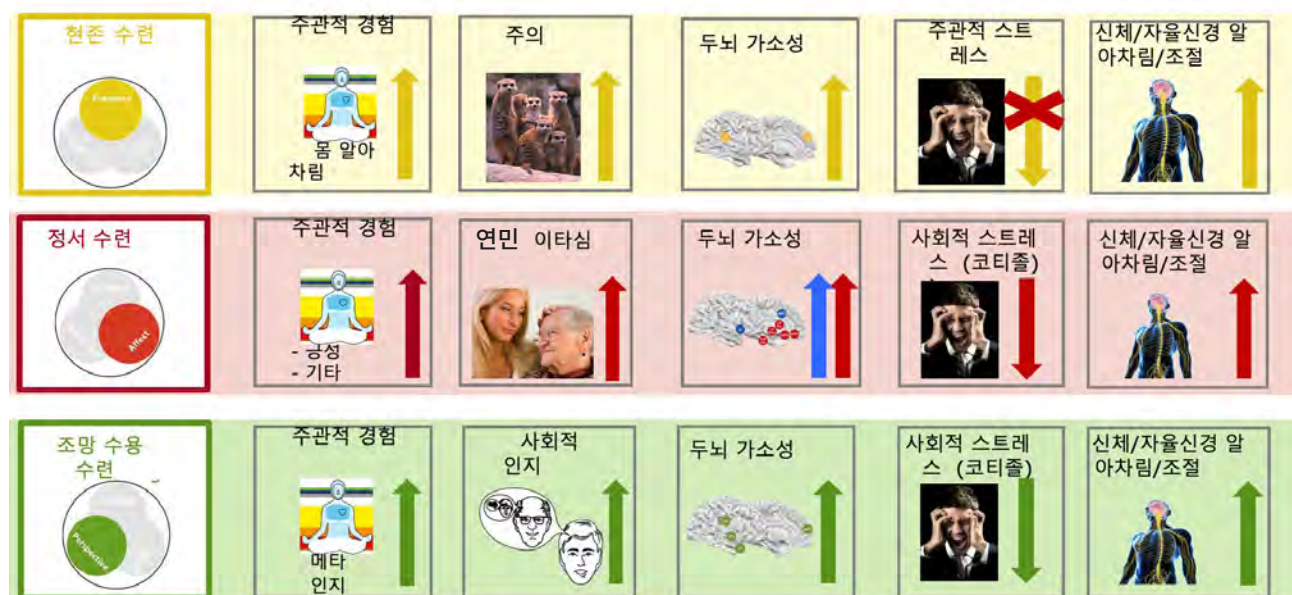 현존 수련
Presence
주관적 경험
몸 알아
차림
주의
두뇌 가소성
주관적 스트
레스
신체/자율신경 알
아차림/조절
정서 수련
Affect
주관적 경험
- 긍정
- 기타
연민 이타심
두뇌 가소성
사회적 스트레
스 (코티졸)
신체/자율신경 알
아차림/조절
조망 수용
수련
Perspective
주관적 경험
메타
인지
사회적
인지
두뇌 가소성
사회적 스트레
스 (코티졸)
신체/자율신경 알
아차림/조절